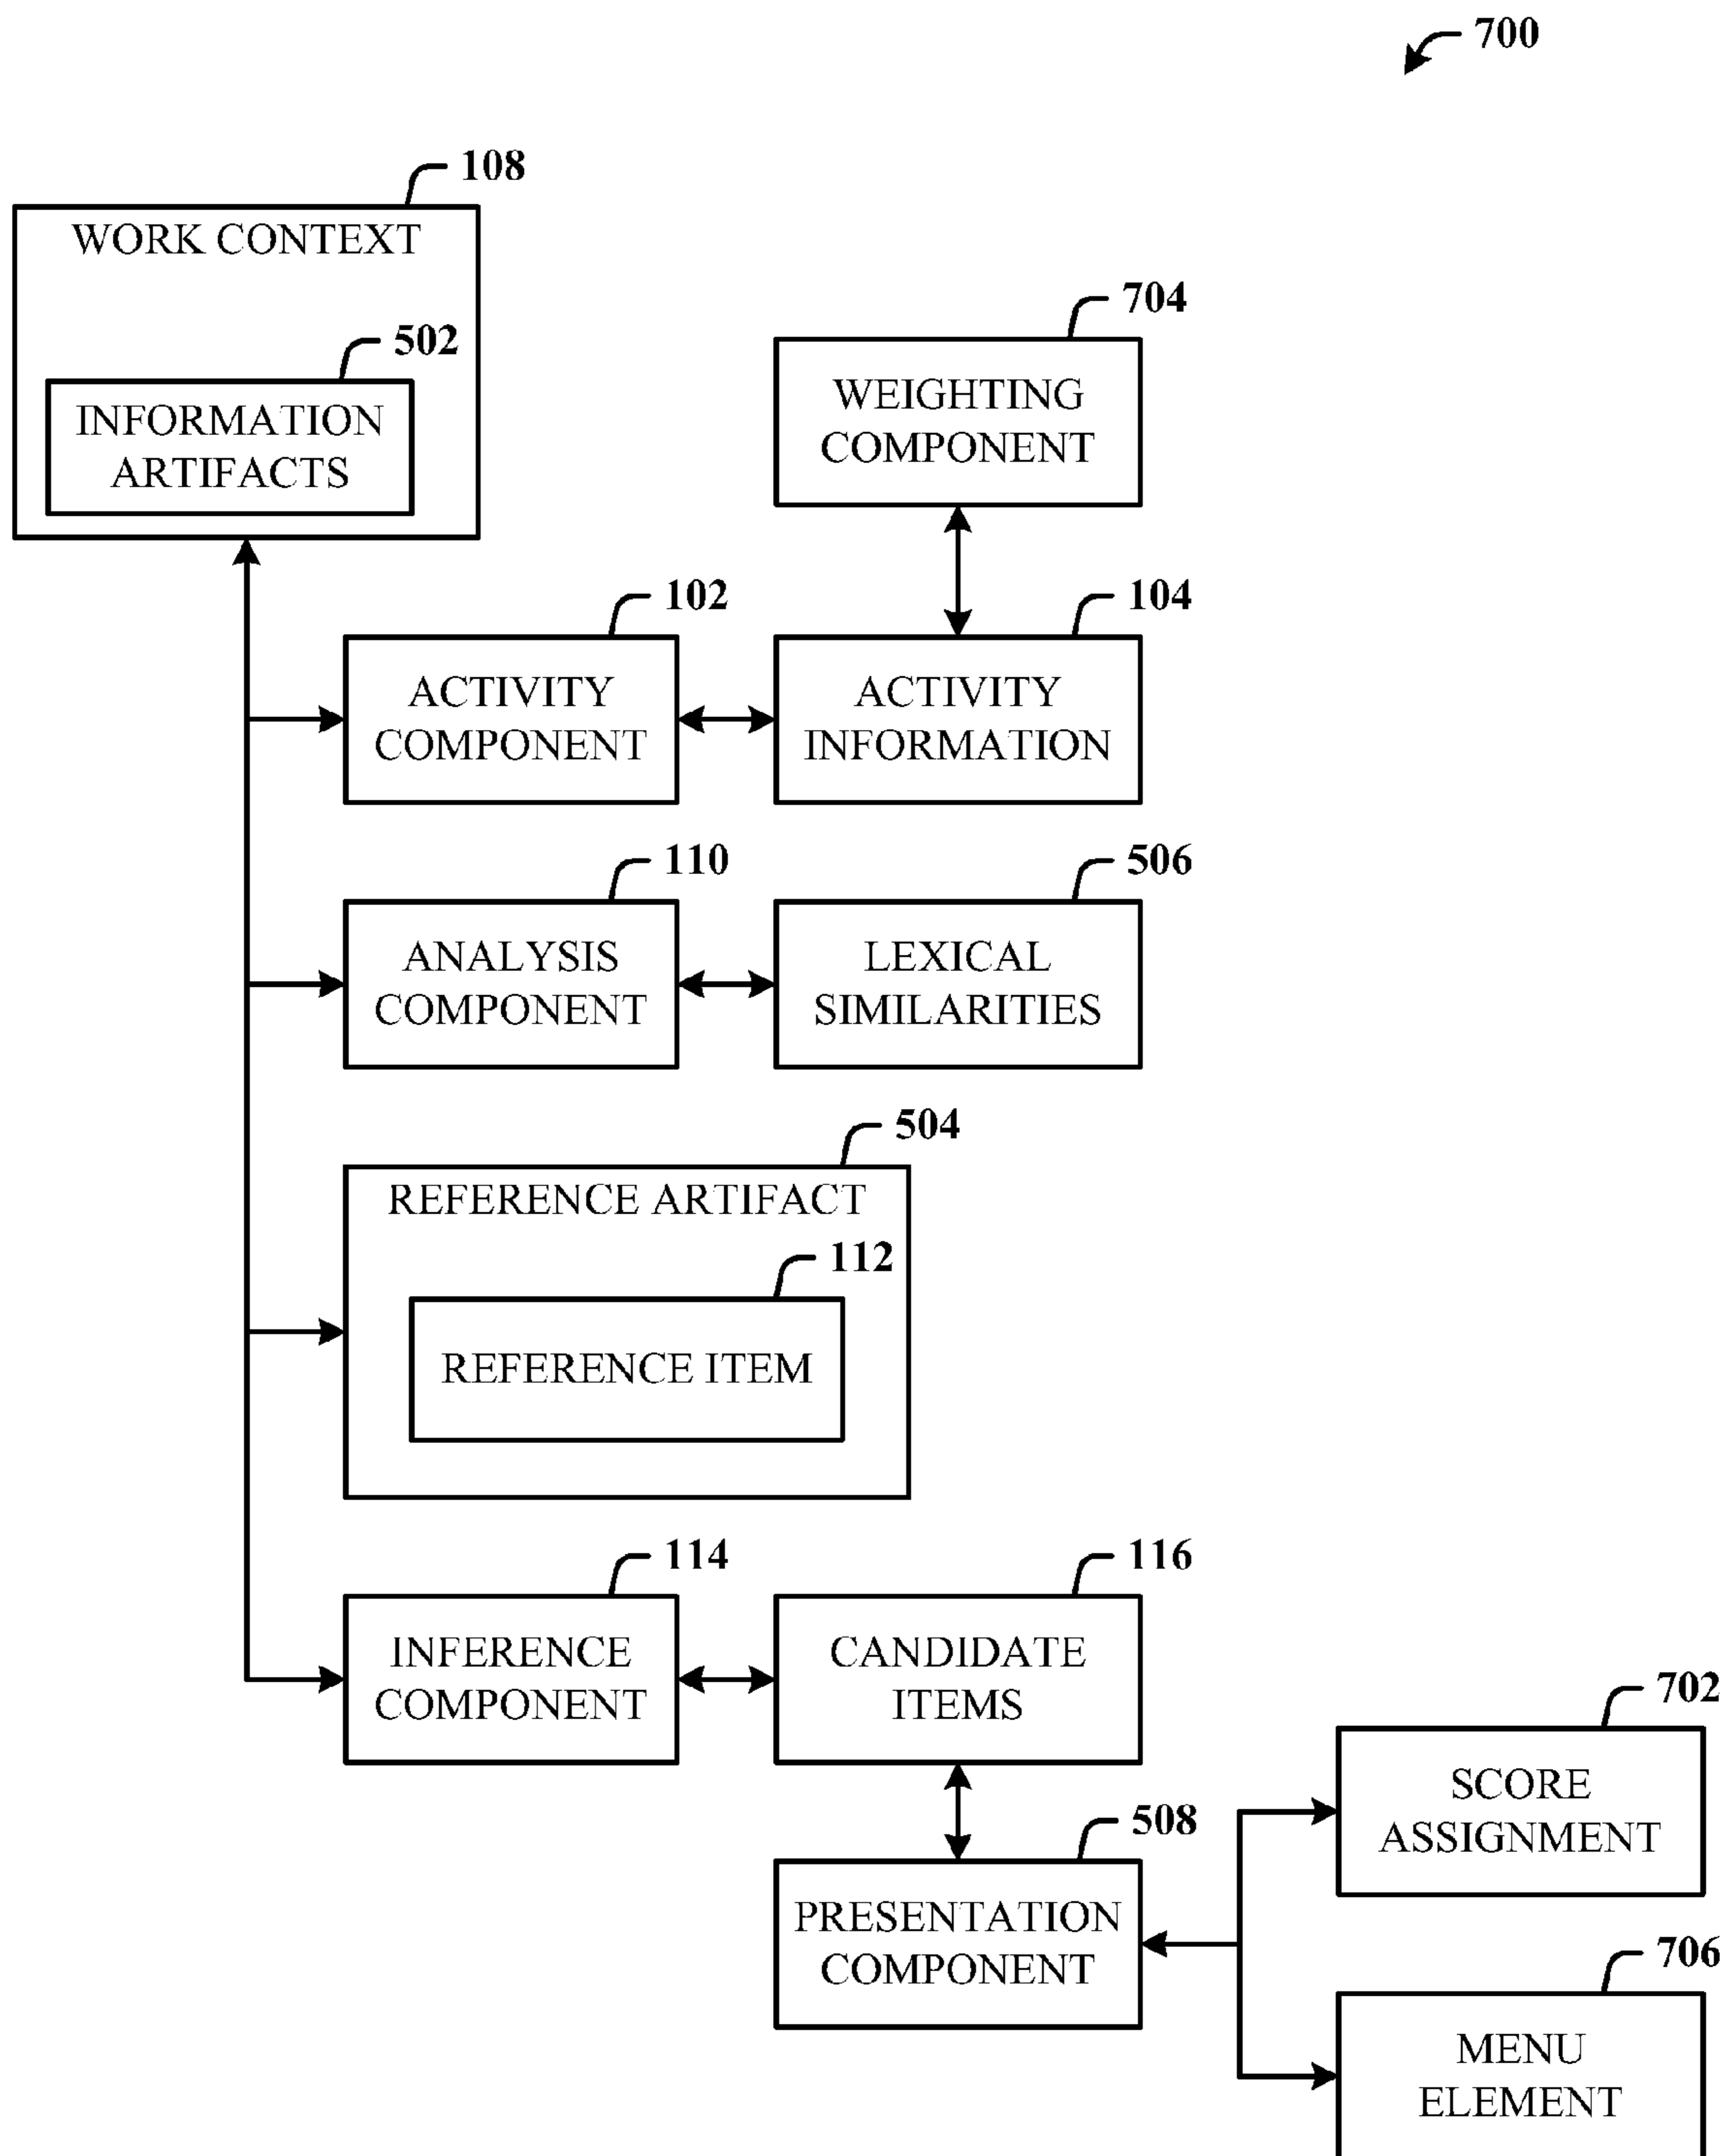 700
108
WORK CONTEXT
502
INFORMATION
ARTIFACTS
704
WEIGHTING
COMPONENT
102
ACTIVITY
COMPONENT
104
ACTIVITY
INFORMATION
110
ANALYSIS
COMPONENT
506
LEXICAL
SIMILARITIES
504
REFERENCE ARTIFACT
112
REFERENCE ITEM
114
INFERENCE
COMPONENT
116
CANDIDATE
ITEMS
702
SCORE
ASSIGNMENT
508
PRESENTATION
COMPONENT
706
MENU
ELEMENT